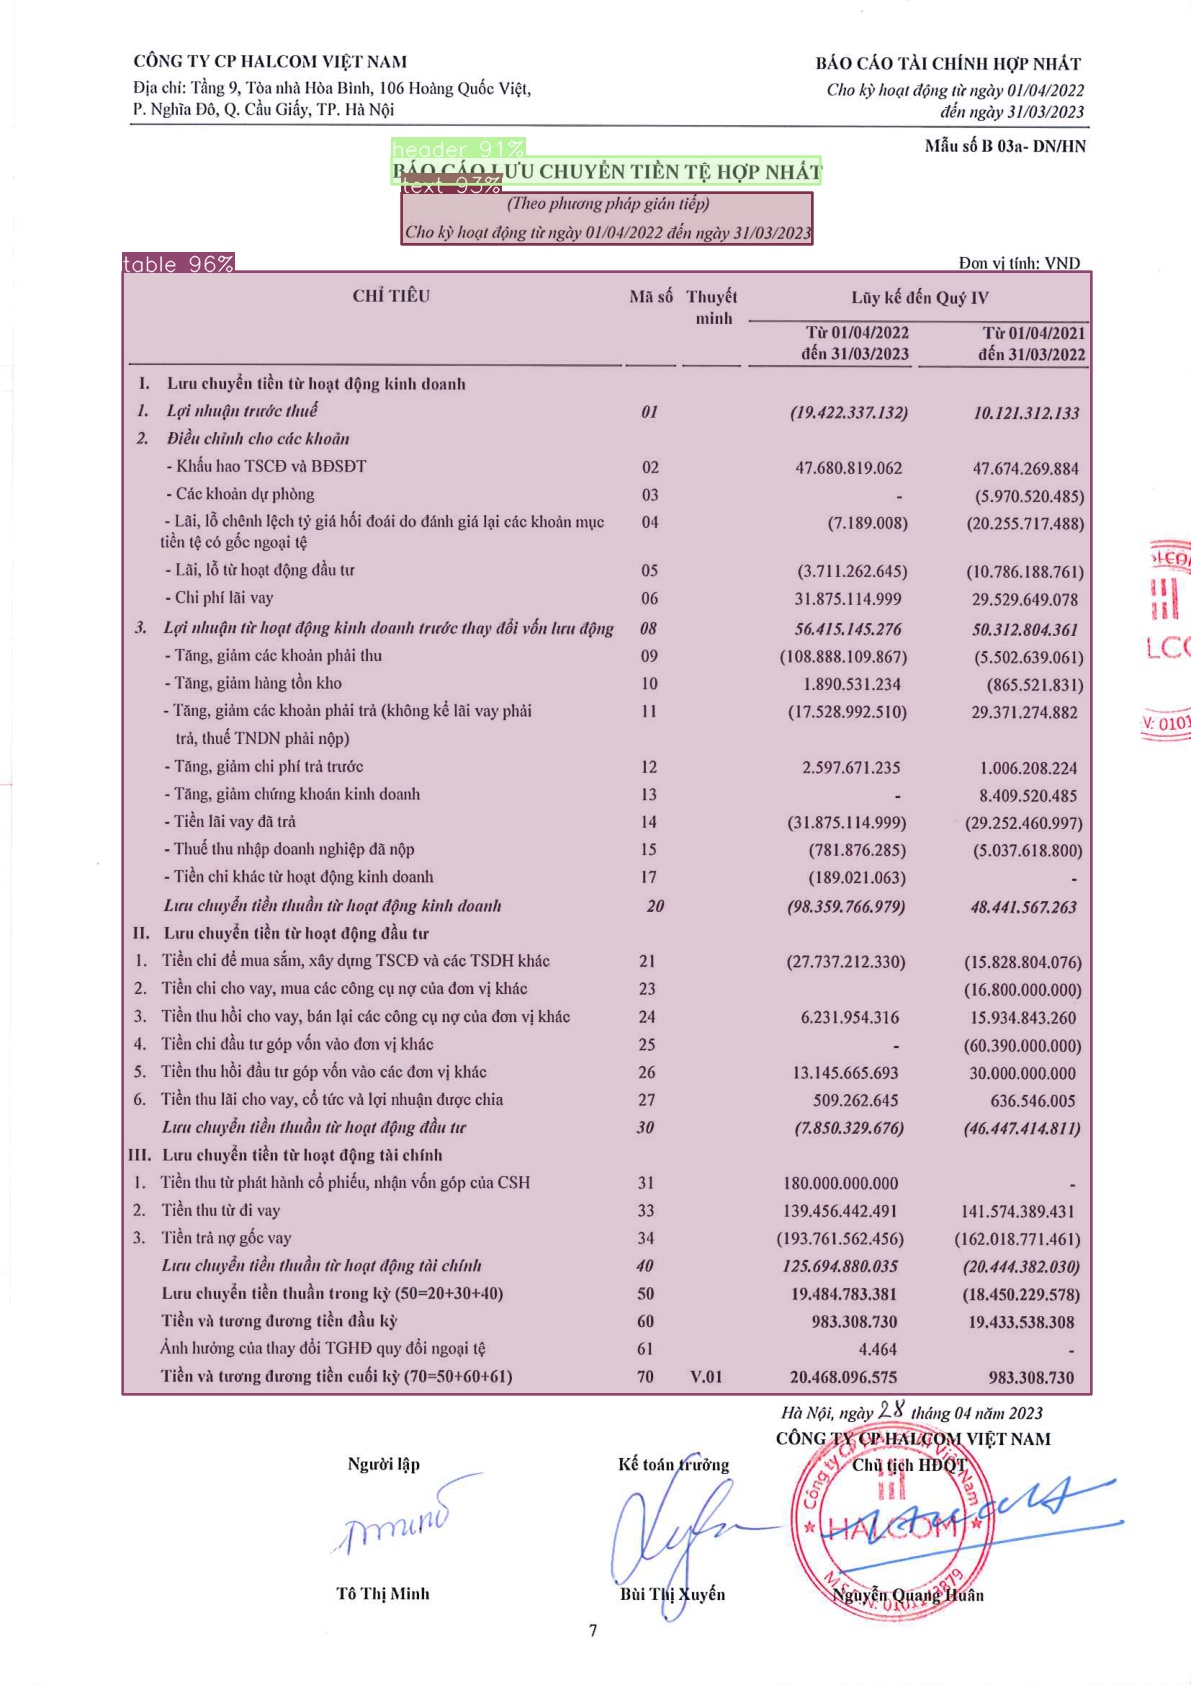 CÔNG TY CP HALCOM VIỆT NAM
Địa chỉ: Tầng 9, Tòa nhà Hòa Bình, 106 Hoàng Quốc Việt,
P. Nghĩa Đô, Q. Cầu Giấy, TP. Hà Nội
BÁO CÁO TÀI CHÍNH HỢP NHẤT
Cho kỳ hoạt động từ ngày 01/04/2022
đến ngày 31/03/2023
Mẫu số B 03a- DN/HN
header 91%
BÁO CÁO LƯU CHUYỂN TIỀN TỆ HỢP NHẤT
text 93%
(Theo phương pháp gián tiếp)
Cho kỳ hoạt động từ ngày 01/04/2022 đến ngày 31/03/2023
table 96%
Đơn vị tính: VND
CHỈ TIÊU Mã số Thuyết minh Lũy kế đến Quý IV
Từ 01/04/2022 đến 31/03/2023 Từ 01/04/2021 đến 31/03/2022
I. Lưu chuyển tiền từ hoạt động kinh doanh
1. Lợi nhuận trước thuế 01 (19.422.337.132) 10.121.312.133
2. Điều chỉnh cho các khoản
- Khấu hao TSCĐ và BĐSĐT 02 47.680.819.062 47.674.269.884
- Các khoản dự phòng 03 - (5.970.520.485)
- Lãi, lỗ chênh lệch tỷ giá hối đoái do đánh giá lại các khoản mục 04 (7.189.008) (20.255.717.488)
tiền tệ có gốc ngoại tệ
- Lãi, lỗ từ hoạt động đầu tư 05 (3.711.262.645) (10.786.188.761)
- Chi phí lãi vay 06 31.875.114.999 29.529.649.078
3. Lợi nhuận từ hoạt động kinh doanh trước thay đổi vốn lưu động 08 56.415.145.276 50.312.804.361
- Tăng, giảm các khoản phải thu 09 (108.888.109.867) (5.502.639.061)
- Tăng, giảm hàng tồn kho 10 1.890.531.234 (865.521.831)
- Tăng, giảm các khoản phải trả (không kể lãi vay phải 11 (17.528.992.510) 29.371.274.882
trả, thuế TNDN phải nộp)
- Tăng, giảm chi phí trả trước 12 2.597.671.235 1.006.208.224
- Tăng, giảm chứng khoán kinh doanh 13 - 8.409.520.485
- Tiền lãi vay đã trả 14 (31.875.114.999) (29.252.460.997)
- Thuế thu nhập doanh nghiệp đã nộp 15 (781.876.285) (5.037.618.800)
- Tiền chi khác từ hoạt động kinh doanh 17 (189.021.063) -
Lưu chuyển tiền thuần từ hoạt động kinh doanh 20 (98.359.766.979) 48.441.567.263
II. Lưu chuyển tiền từ hoạt động đầu tư
1. Tiền chi để mua sắm, xây dựng TSCĐ và các TSDH khác 21 (27.737.212.330) (15.828.804.076)
2. Tiền chi cho vay, mua các công cụ nợ của đơn vị khác 23 (16.800.000.000)
3. Tiền thu hồi cho vay, bán lại các công cụ nợ của đơn vị khác 24 6.231.954.316 15.934.843.260
4. Tiền chi đầu tư góp vốn vào đơn vị khác 25 - (60.390.000.000)
5. Tiền thu hồi đầu tư góp vốn vào các đơn vị khác 26 13.145.665.693 30.000.000.000
6. Tiền thu lãi cho vay, cổ tức và lợi nhuận được chia 27 509.262.645 636.546.005
Lưu chuyển tiền thuần từ hoạt động đầu tư 30 (7.850.329.676) (46.447.414.811)
III. Lưu chuyển tiền từ hoạt động tài chính
1. Tiền thu từ phát hành cổ phiếu, nhận vốn góp của CSH 31 180.000.000.000 -
2. Tiền thu từ đi vay 33 139.456.442.491 141.574.389.431
3. Tiền trả nợ gốc vay 34 (193.761.562.456) (162.018.771.461)
Lưu chuyển tiền thuần từ hoạt động tài chính 40 125.694.880.035 (20.444.382.030)
Lưu chuyển tiền thuần trong kỳ (50=20+30+40) 50 19.484.783.381 (18.450.229.578)
Tiền và tương đương tiền đầu kỳ 60 983.308.730 19.433.538.308
Ảnh hưởng của thay đổi TGHĐ quy đổi ngoại tệ 61 4.464 -
Tiền và tương đương tiền cuối kỳ (70=50+60+61) 70 V.01 20.468.096.575 983.308.730
Hà Nội, ngày 28 tháng 04 năm 2023
CÔNG TY CP HALCOM VIỆT NAM
Người lập Kế toán trưởng Chủ tịch HĐQT
HALCOM
Tô Thị Minh Bùi Thị Xuyến Nguyễn Quang Huân
7